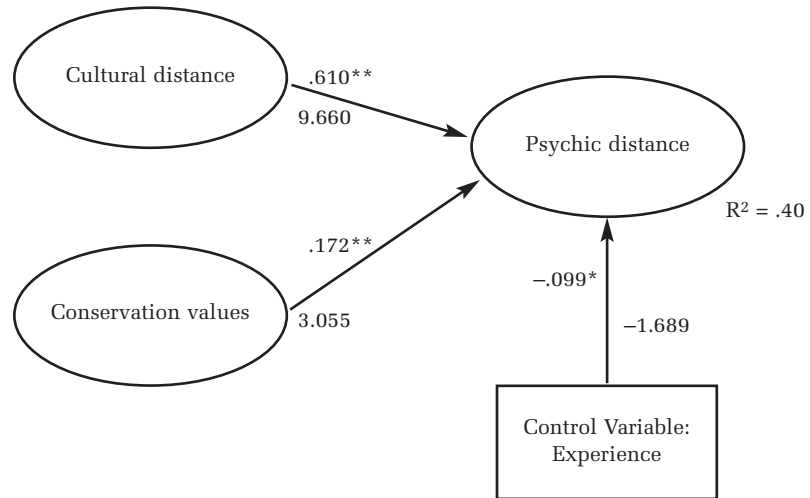 Cultural distance
.610**
9.660
Psychic distance
R² = .40
.172**
Conservation values
3.055
–.099*
–1.689
Control Variable:
Experience